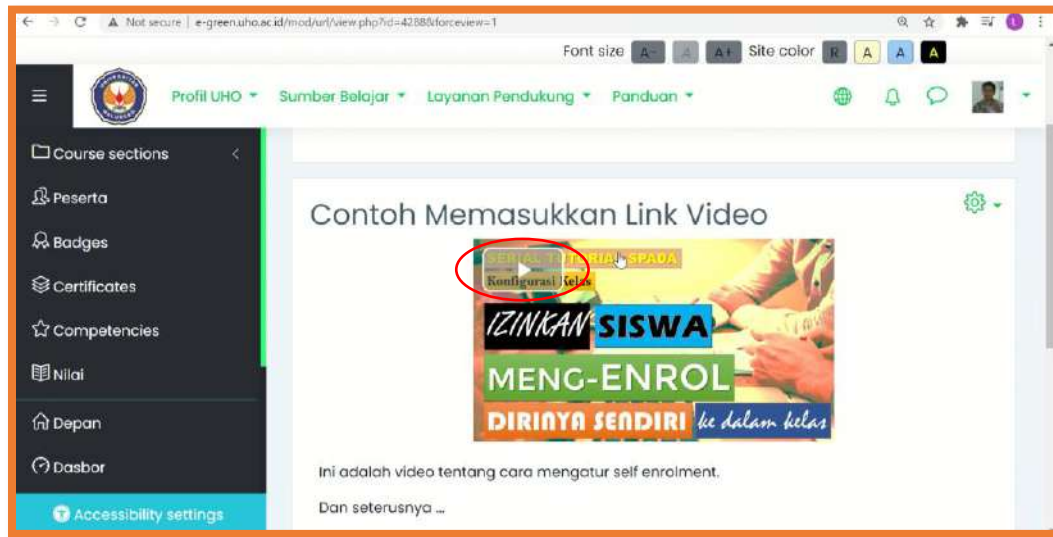 Not secure | e-green.uho.ac.id/mod/url/view.php?id=4288&forceview=1
Font size A- A A+ Site color R A A A
Profil UHO Sumber Belajar Layanan Pendukung Panduan
Course sections
Peserta
Badges
Certificates
Competencies
Nilai
Depan
Dasbor
Accessibility settings
Contoh Memasukkan Link Video
SERIAL TUTORIAL SPADA
Konfigurasi Kelas
IZINKAN SISWA
MENG-ENROL
DIRINYA SENDIRI ke dalam kelas
Ini adalah video tentang cara mengatur self enrolment.
Dan seterusnya ...